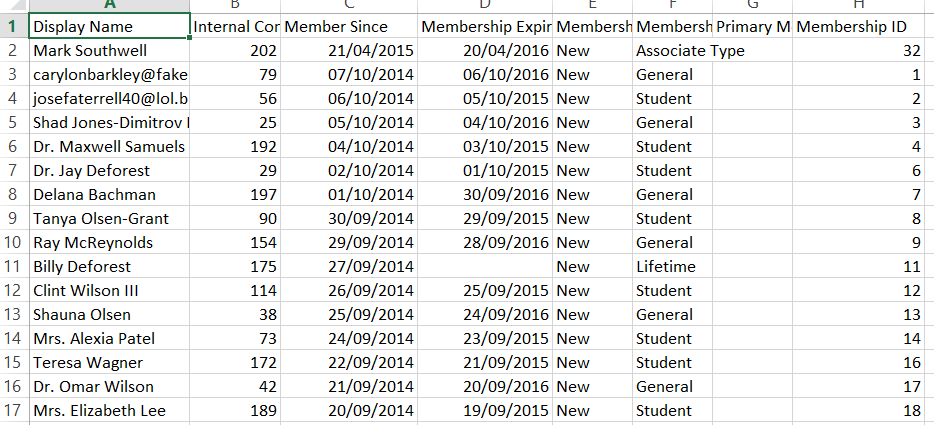 A B C D E F G H
1 Display Name Internal Cor Member Since Membership Expir Membersh Membersh Primary M Membership ID
2 Mark Southwell 202 21/04/2015 20/04/2016 New Associate Type 32
3 carylonbarkley@fake 79 07/10/2014 06/10/2016 New General 1
4 josefaterrell40@lol.b 56 06/10/2014 05/10/2015 New Student 2
5 Shad Jones-Dimitrov 25 05/10/2014 04/10/2016 New General 3
6 Dr. Maxwell Samuels 192 04/10/2014 03/10/2015 New Student 4
7 Dr. Jay Deforest 29 02/10/2014 01/10/2015 New Student 6
8 Delana Bachman 197 01/10/2014 30/09/2016 New General 7
9 Tanya Olsen-Grant 90 30/09/2014 29/09/2015 New Student 8
10 Ray McReynolds 154 29/09/2014 28/09/2016 New General 9
11 Billy Deforest 175 27/09/2014 New Lifetime 11
12 Clint Wilson III 114 26/09/2014 25/09/2015 New Student 12
13 Shauna Olsen 38 25/09/2014 24/09/2016 New General 13
14 Mrs. Alexia Patel 73 24/09/2014 23/09/2015 New Student 14
15 Teresa Wagner 172 22/09/2014 21/09/2015 New Student 16
16 Dr. Omar Wilson 42 21/09/2014 20/09/2016 New General 17
17 Mrs. Elizabeth Lee 189 20/09/2014 19/09/2015 New Student 18